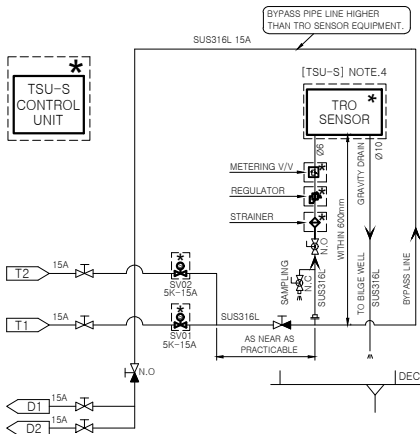 BYPASS PIPE LINE HIGHER
THAN TRO SENSOR EQUIPMENT.
SUS316L 15A
[TSU-S] NOTE.4
*
TSU-S
CONTROL
UNIT
*
TRO
SENSOR
Ø6
Ø10
METERING V/V
*
REGULATOR
*
STRAINER
*
N.O
GRAVITY DRAIN
WITHIN 600mm
TO BILGE WELL
SUS316L
BYPASS LINE
SAMPLING
N.C
SUS316L
T2
15A
*
SV02
5K-15A
T1
15A
*
SV01
5K-15A
SUS316L
AS NEAR AS
PRACTICABLE
N.O
D1
15A
D2
15A
DEC